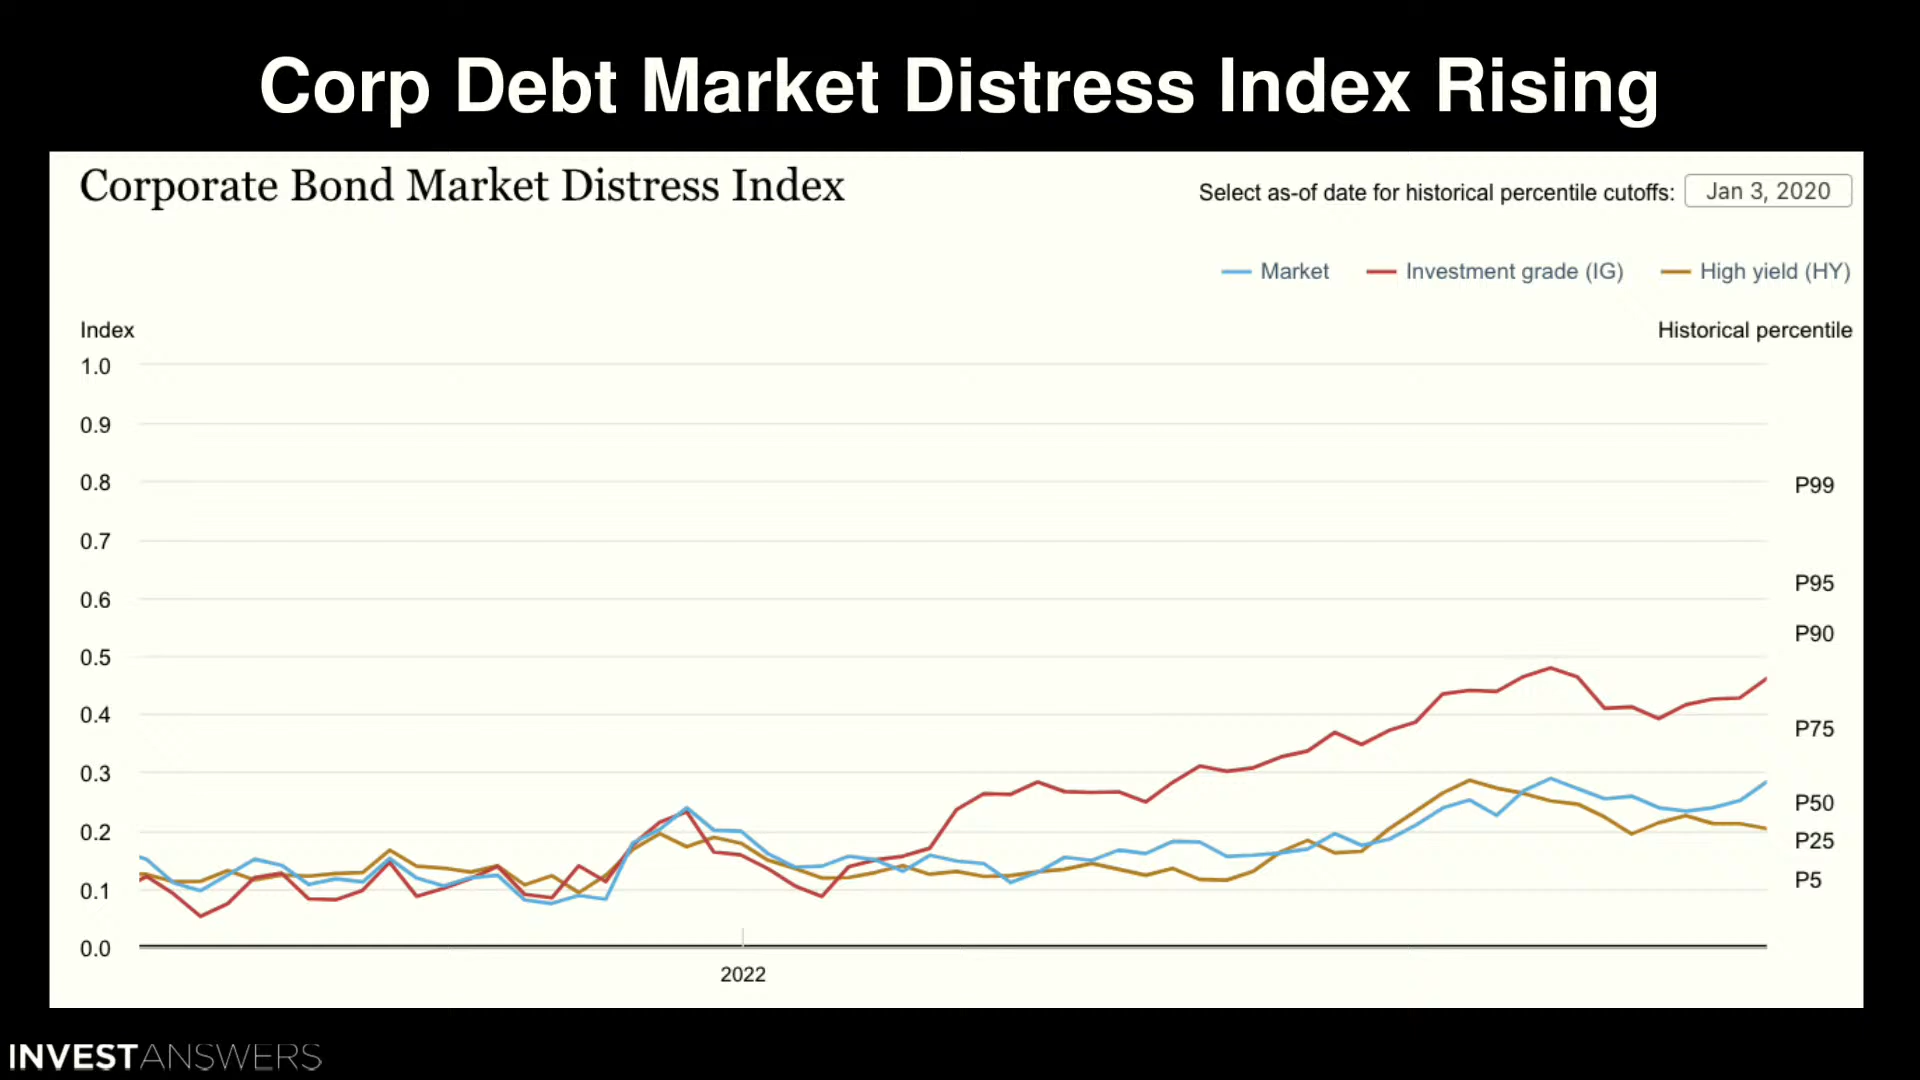 Corp Debt Market Distress Index Rising
Corporate Bond Market Distress Index
Select as-of date for historical percentile cutoffs: Jan 3, 2020
Market Investment grade (IG) High yield (HY)
Index Historical percentile
1.0
0.9
0.8 P99
0.7
0.6 P95
P90
0.5
0.4 P75
0.3
P50
0.2 P25
0.1 P5
0.0
2022
INVESTANSWERS